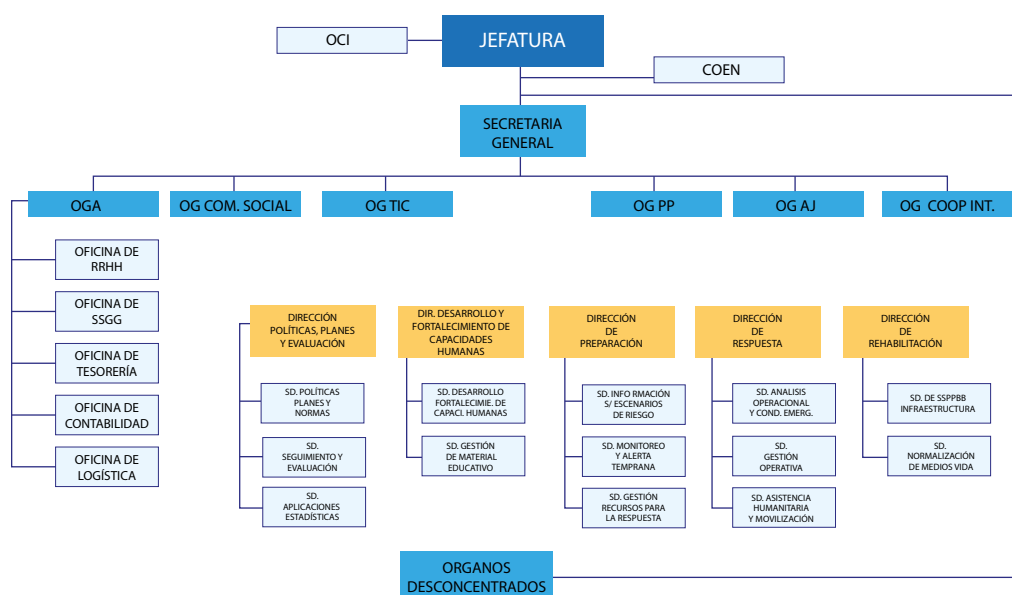 OCI
JEFATURA
COEN
SECRETARIA
GENERAL
OGA
OG COM. SOCIAL
OG TIC
OG PP
OG AJ
OG COOP INT.
OFICINA DE
RRHH
OFICINA DE
SSGG
OFICINA DE
TESORERÍA
OFICINA DE
CONTABILIDAD
OFICINA DE
LOGÍSTICA
DIRECCIÓN
POLÍTICAS, PLANES
Y EVALUACIÓN
SD. POLÍTICAS
PLANES Y
NORMAS
SD.
SEGUIMIENTO Y
EVALUACIÓN
SD.
APLICACIONES
ESTADÍSTICAS
DIR. DESARROLLO Y
FORTALECIMIENTO DE
CAPACIDADES
HUMANAS
SD. DESARROLLO
FORTALECIMIE. DE
CAPACI. HUMANAS
SD. GESTIÓN
DE MATERIAL
EDUCATIVO
DIRECCIÓN
DE
PREPARACIÓN
SD. INFO RMACIÓN
S/ ESCENARIOS
DE RIESGO
SD. MONITOREO
Y ALERTA
TEMPRANA
SD. GESTIÓN
RECURSOS PARA
LA RESPUESTA
DIRECCIÓN
DE
RESPUESTA
SD. ANALISIS
OPERACIONAL
Y COND. EMERG.
SD.
GESTIÓN
OPERATIVA
SD. ASISTENCIA
HUMANITARIA
Y MOVILIZACIÓN
DIRECCIÓN
DE
REHABILITACIÓN
SD. DE SSPPBB
INFRAESTRUCTURA
SD.
NORMALIZACIÓN
DE MEDIOS VIDA
ORGANOS
DESCONCENTRADOS